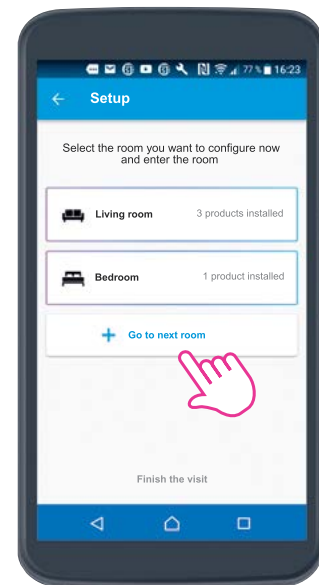 77 % 16:23
Setup
Select the room you want to configure now
and enter the room
Living room 3 products installed
Bedroom 1 product installed
Go to next room
Finish the visit